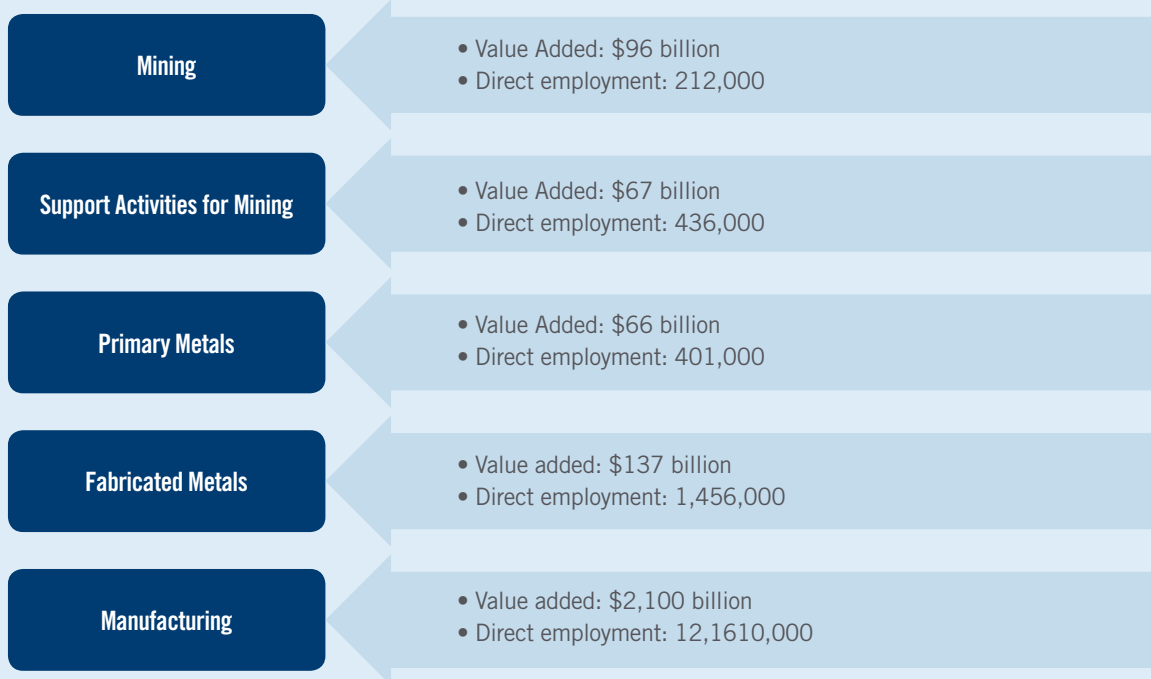 Mining
• Value Added: $96 billion
• Direct employment: 212,000
Support Activities for Mining
• Value Added: $67 billion
• Direct employment: 436,000
Primary Metals
• Value Added: $66 billion
• Direct employment: 401,000
Fabricated Metals
• Value added: $137 billion
• Direct employment: 1,456,000
Manufacturing
• Value added: $2,100 billion
• Direct employment: 12,1610,000